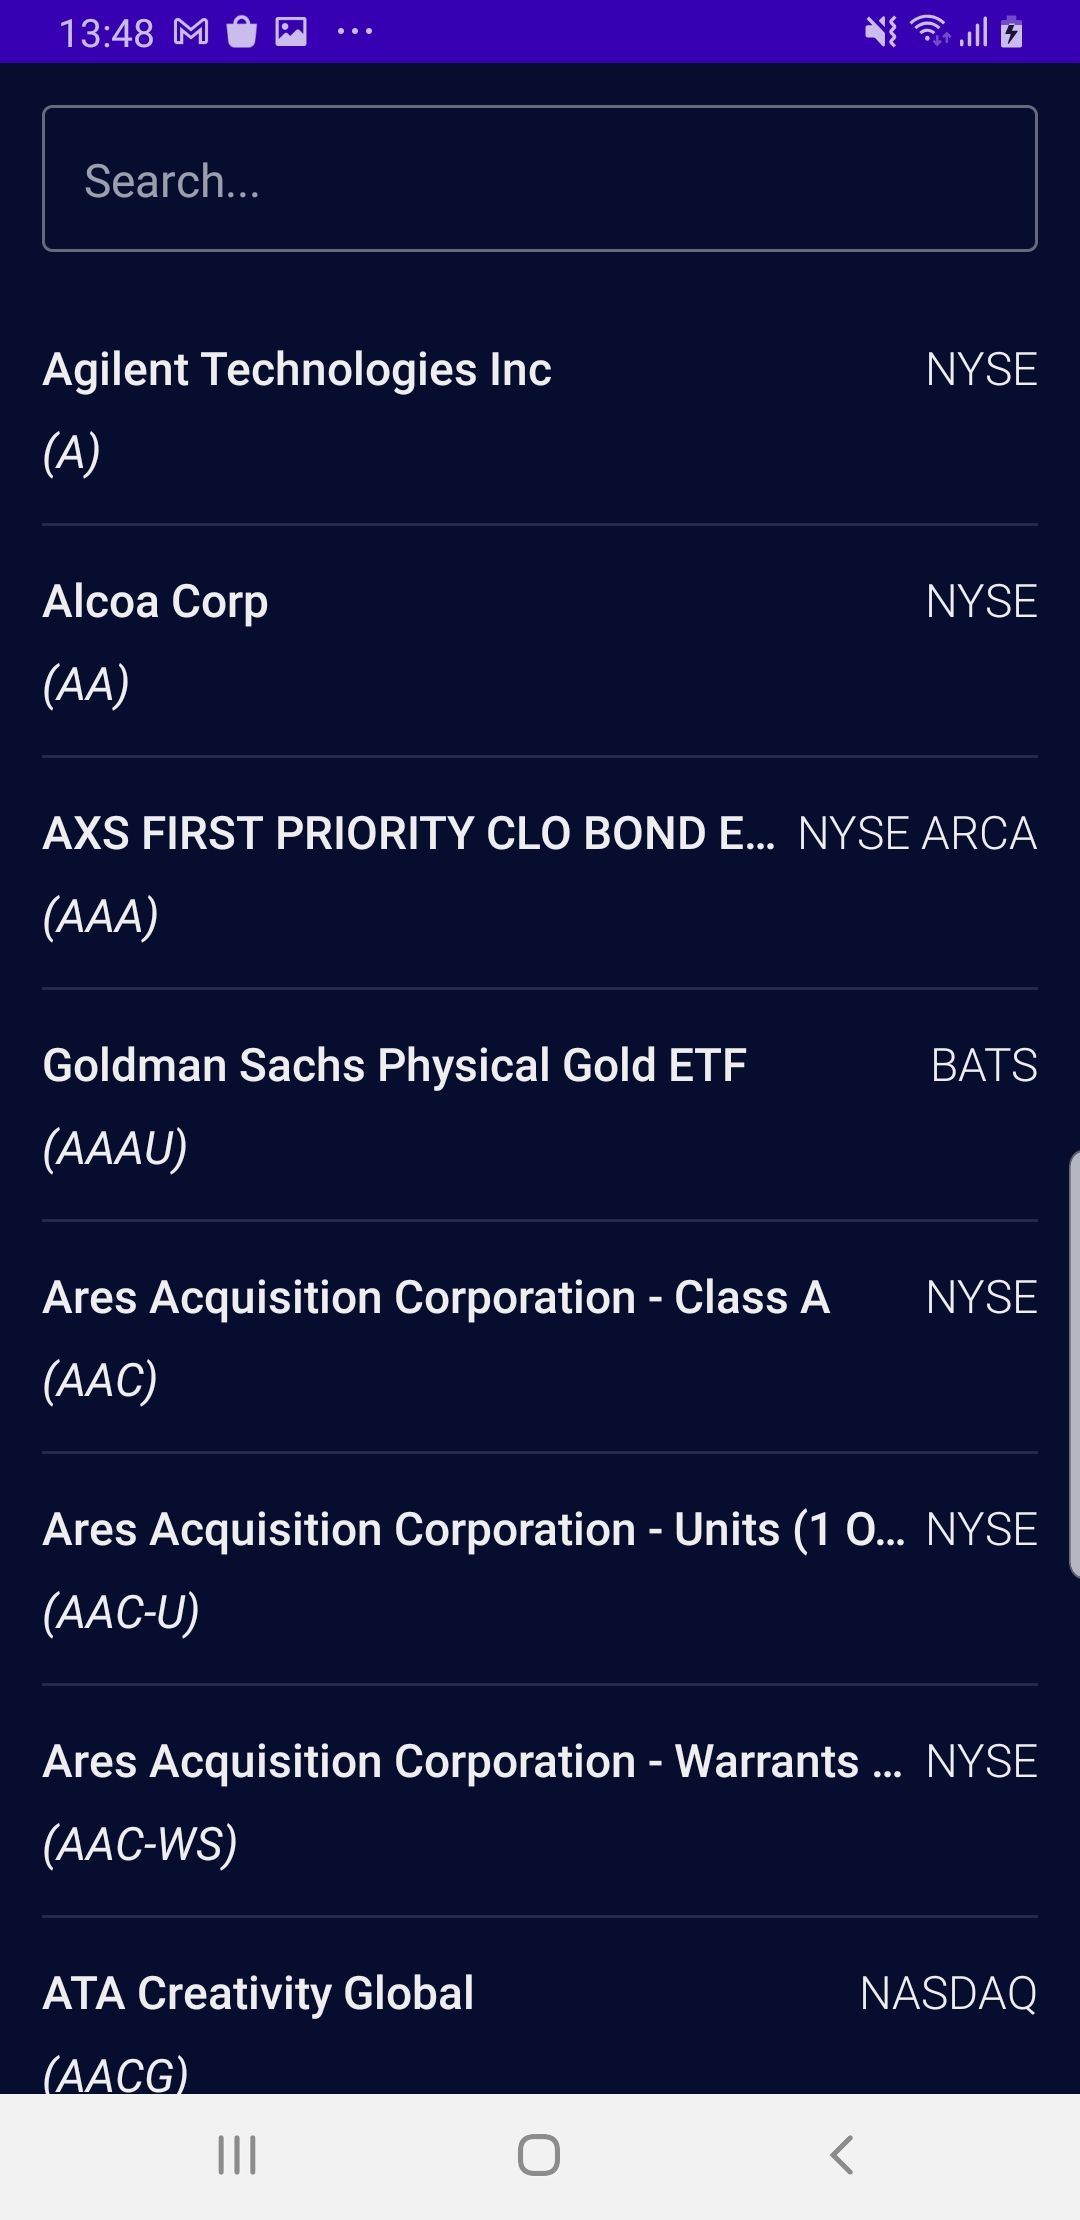 13:48
Search...
Agilent Technologies Inc NYSE
(A)
Alcoa Corp NYSE
(AA)
AXS FIRST PRIORITY CLO BOND E... NYSE ARCA
(AAA)
Goldman Sachs Physical Gold ETF BATS
(AAAU)
Ares Acquisition Corporation - Class A NYSE
(AAC)
Ares Acquisition Corporation - Units (1 O... NYSE
(AAC-U)
Ares Acquisition Corporation - Warrants ... NYSE
(AAC-WS)
ATA Creativity Global NASDAQ
(AACG)